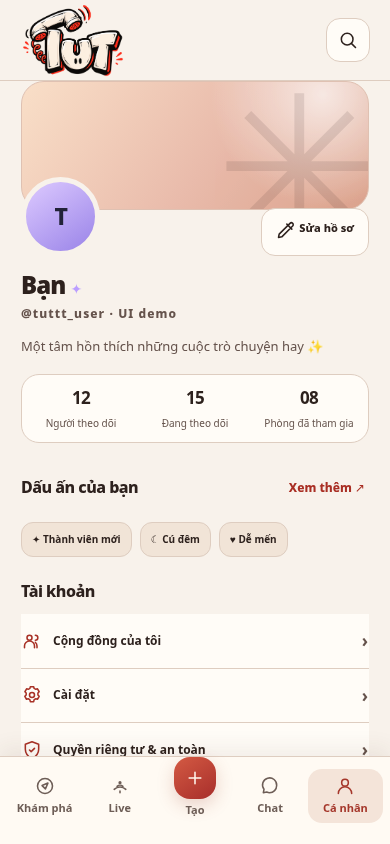 TuT
T
Sửa hồ sơ
Bạn ✦
@tuttt_user · UI demo
Một tâm hồn thích những cuộc trò chuyện hay ✨
12
15
08
Người theo dõi
Đang theo dõi
Phòng đã tham gia
Dấu ấn của bạn
Xem thêm ↗
✦ Thành viên mới
☾ Cú đêm
♥ Dễ mến
Tài khoản
Cộng đồng của tôi ›
Cài đặt ›
Quyền riêng tư & an toàn ›
Khám phá
Live
Tạo
Chat
Cá nhân